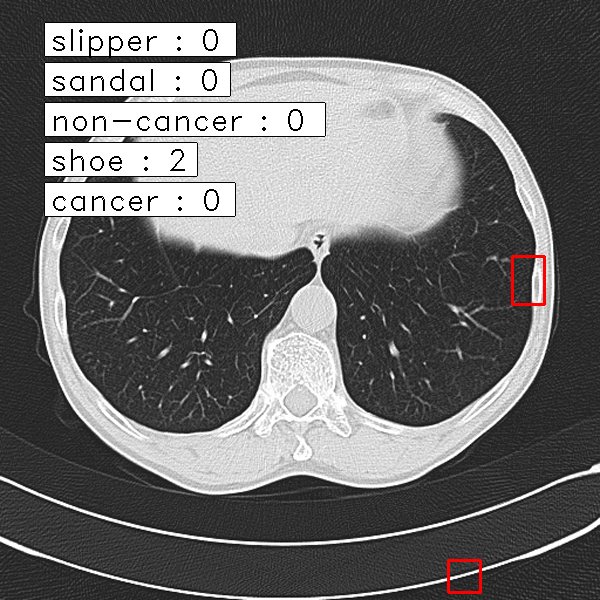 slipper : 0
sandal : 0
non-cancer : 0
shoe : 2
cancer : 0